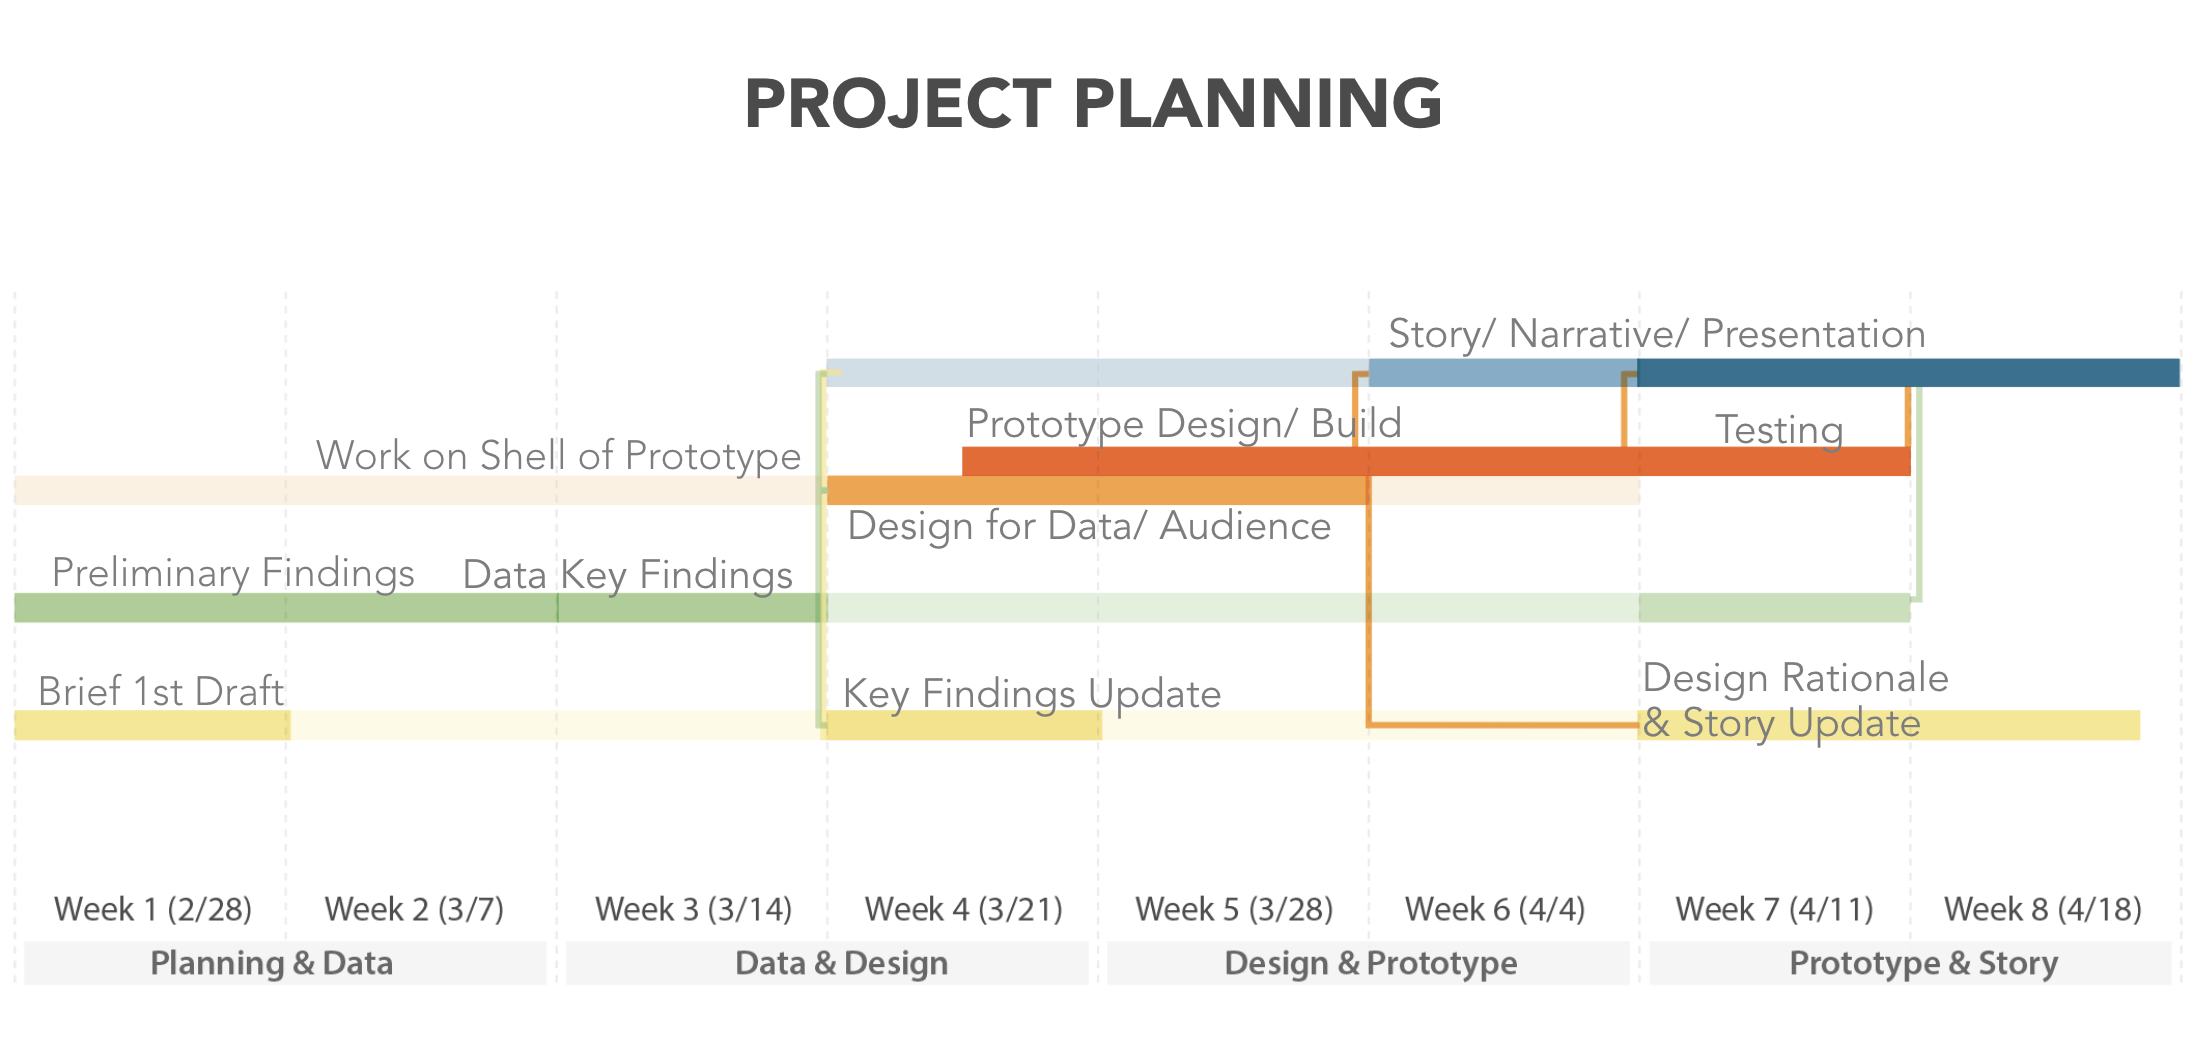 PROJECT PLANNING
Story/ Narrative/ Presentation
Prototype Design/ Build
Testing
Work on Shell of Prototype
Design for Data/ Audience
Preliminary Findings
Data Key Findings
Brief 1st Draft
Key Findings Update
Design Rationale
& Story Update
Week 1 (2/28)
Week 2 (3/7)
Week 3 (3/14)
Week 4 (3/21)
Week 5 (3/28)
Week 6 (4/4)
Week 7 (4/11)
Week 8 (4/18)
Planning & Data
Data & Design
Design & Prototype
Prototype & Story